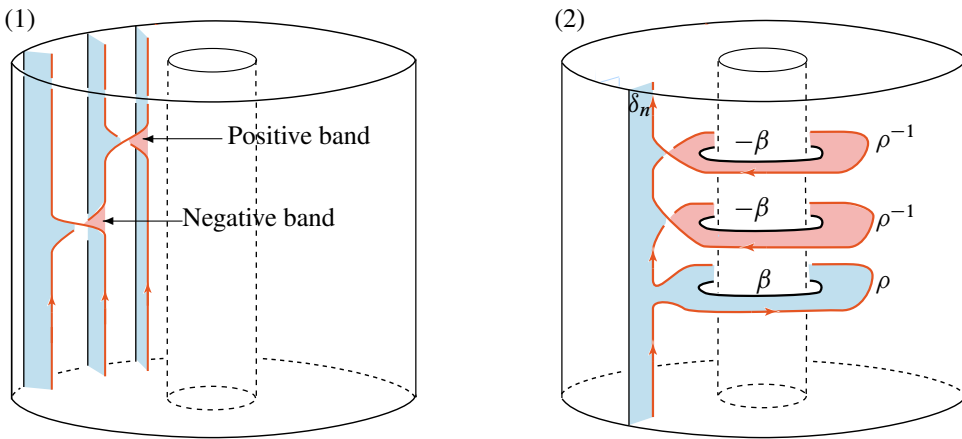 (1)
Positive band
Negative band
(2)
δₙ
−β
ρ⁻¹
−β
ρ⁻¹
β
ρ